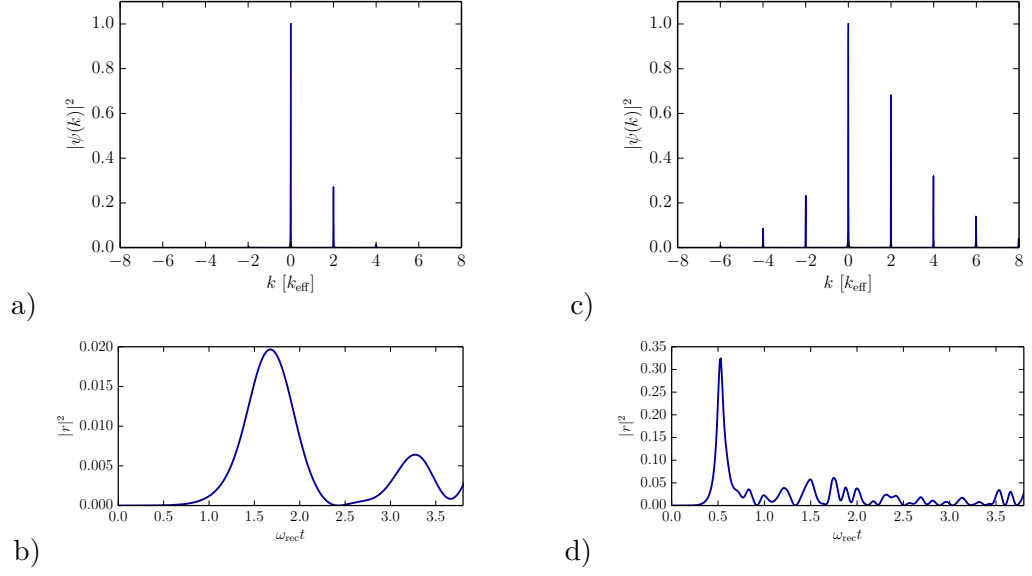 1.0
0.8
0.6
0.4
0.2
0.0
|ψ(k)|²
−8 −6 −4 −2 0 2 4 6 8
k [k_eff]
a)
0.020
0.015
0.010
0.005
0.000
|r|²
0.0 0.5 1.0 1.5 2.0 2.5 3.0 3.5
ω_rec t
b)
1.0
0.8
0.6
0.4
0.2
0.0
|ψ(k)|²
−8 −6 −4 −2 0 2 4 6 8
k [k_eff]
c)
0.35
0.30
0.25
0.20
0.15
0.10
0.05
0.00
|r|²
0.0 0.5 1.0 1.5 2.0 2.5 3.0 3.5
ω_rec t
d)